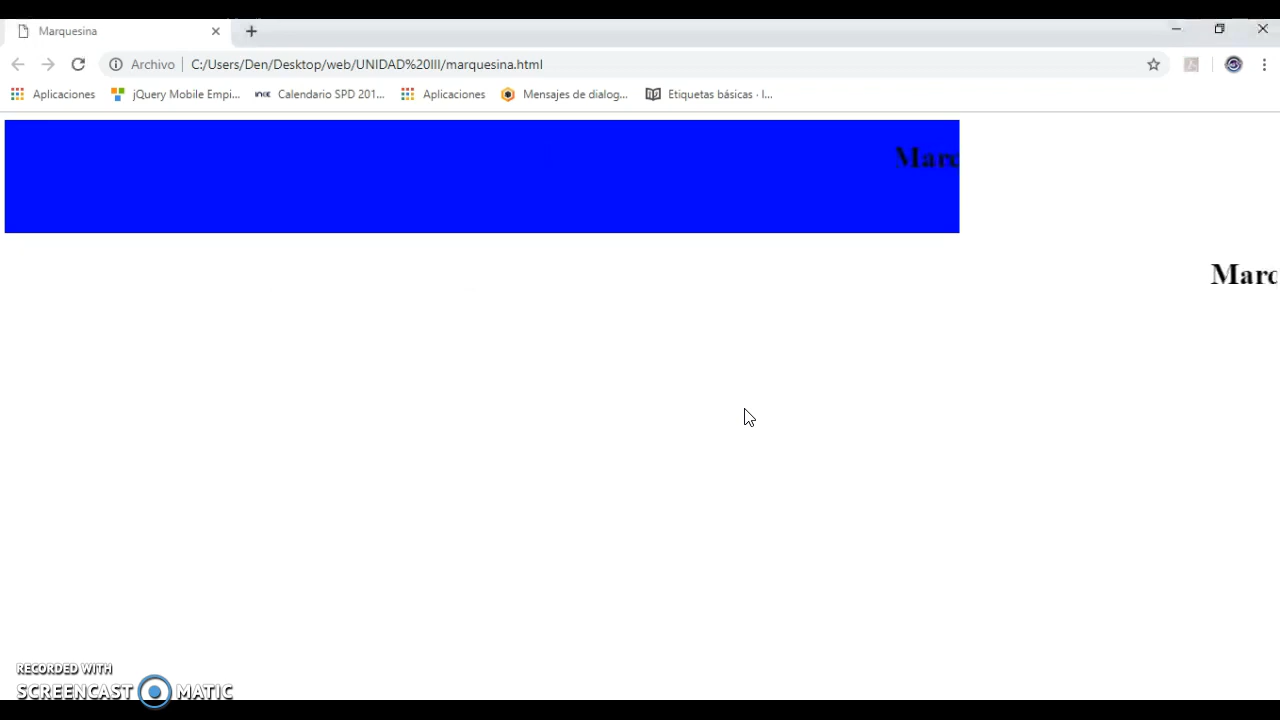 Marquesina
Archivo C:/Users/Den/Desktop/web/UNIDAD%20III/marquesina.html
Aplicaciones jQuery Mobile Empi... Calendario SPD 201... Aplicaciones Mensajes de dialog... Etiquetas básicas · I...
Marc
Marc
RECORDED WITH
SCREENCAST MATIC